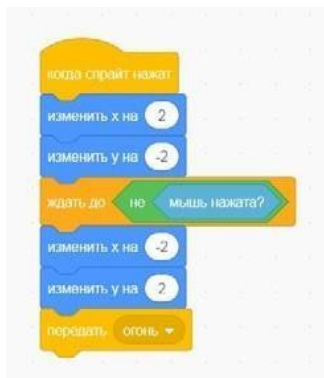 когда спрайт нажат
изменить x на 2
изменить y на -2
ждать до не мышь нажата?
изменить x на -2
изменить y на 2
передать огонь